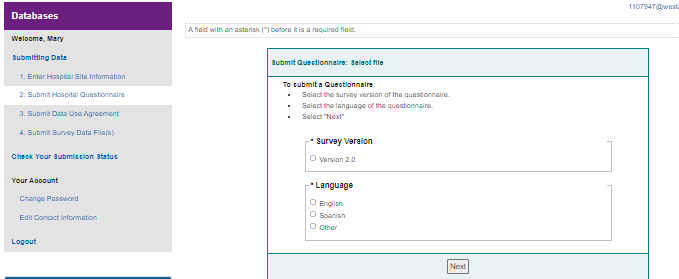 Databases
1107947@west
Welcome, Mary
A field with an asterisk (*) before it is a required field.
Submitting Data
1. Enter Hospital Site Information
2. Submit Hospital Questionnaire
3. Submit Data Use Agreement
4. Submit Survey Data File(s)
Check Your Submission Status
Your Account
Change Password
Edit Contact Information
Logout
Submit Questionnaire: Select file
To submit a Questionnaire
• Select the survey version of the questionnaire.
• Select the language of the questionnaire.
• Select "Next"
* Survey Version
Version 2.0
* Language
English
Spanish
Other
Next